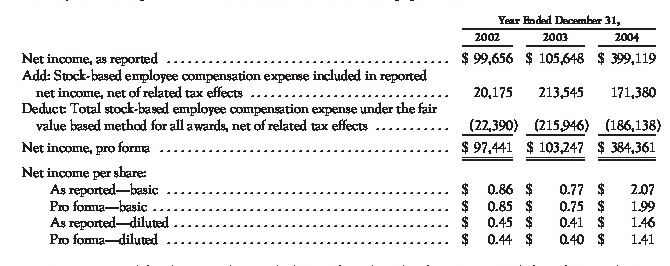 Year Ended December 31,
2002 2003 2004
Net income, as reported ........ $ 99,656 $ 105,648 $ 399,119
Add: Stock-based employee compensation expense included in reported
net income, net of related tax effects ........ 20,175 213,545 171,380
Deduct: Total stock-based employee compensation expense under the fair
value based method for all awards, net of related tax effects ........ (22,390) (215,946) (186,138)
Net income, pro forma ........ $ 97,441 $ 103,247 $ 384,361
Net income per share:
As reported—basic ........ $ 0.86 $ 0.77 $ 2.07
Pro forma—basic ........ $ 0.85 $ 0.75 $ 1.99
As reported—diluted ........ $ 0.45 $ 0.41 $ 1.46
Pro forma—diluted ........ $ 0.44 $ 0.40 $ 1.41